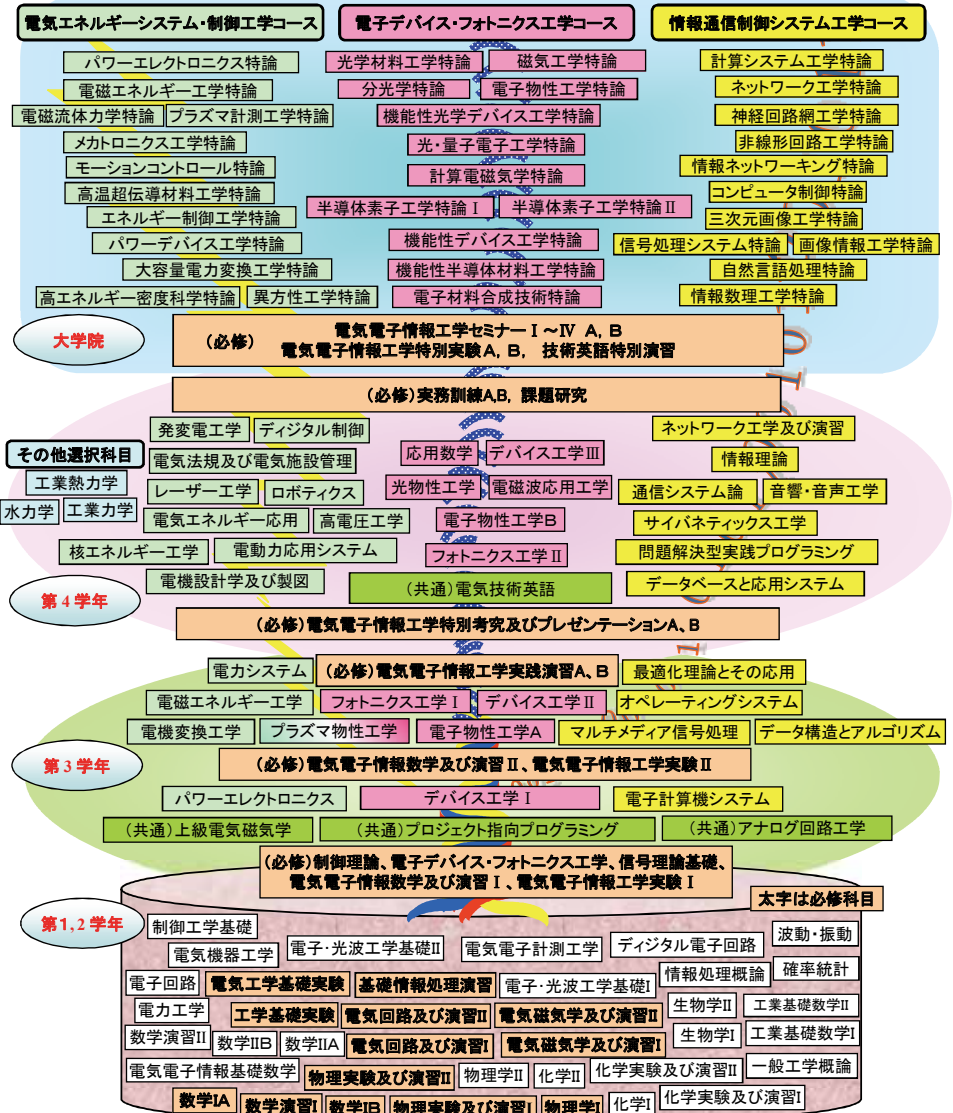 電気エネルギーシステム・制御工学コース
電子デバイス・フォトニクス工学コース
情報通信制御システム工学コース
パワーエレクトロニクス特論
光学材料工学特論
磁気工学特論
計算システム工学特論
電磁エネルギー工学特論
分光学特論
電子物性工学特論
ネットワーク工学特論
電磁流体力学特論
プラズマ計測工学特論
機能性光学デバイス工学特論
神経回路網工学特論
メカトロニクス工学特論
光・量子電子工学特論
非線形回路工学特論
モーションコントロール特論
計算電磁気学特論
情報ネットワーキング特論
高温超伝導材料工学特論
半導体素子工学特論Ⅰ
半導体素子工学特論Ⅱ
コンピュータ制御特論
エネルギー制御工学特論
三次元画像工学特論
パワーデバイス工学特論
機能性デバイス工学特論
信号処理システム特論
画像情報工学特論
大容量電力変換工学特論
機能性半導体材料工学特論
自然言語処理特論
高エネルギー密度科学特論
異方性工学特論
電子材料合成技術特論
情報数理工学特論
大学院
(必修)
電気電子情報工学セミナーⅠ～Ⅳ A, B
電気電子情報工学特別実験A, B, 技術英語特別演習
(必修)実務訓練A,B, 課題研究
発変電工学
ディジタル制御
ネットワーク工学及び演習
その他選択科目
電気法規及び電気施設管理
応用数学
デバイス工学Ⅲ
情報理論
工業熱力学
レーザー工学
ロボティクス
光物性工学
電磁波応用工学
通信システム論
音響・音声工学
水力学
工業力学
電気エネルギー応用
高電圧工学
電子物性工学B
サイバネティックス工学
核エネルギー工学
電動力応用システム
フォトニクス工学Ⅱ
問題解決型実践プログラミング
電機設計学及び製図
(共通)電気技術英語
データベースと応用システム
第4学年
(必修)電気電子情報工学特別考究及びプレゼンテーションA、B
電力システム
(必修)電気電子情報工学実践演習A、B
最適化理論とその応用
電磁エネルギー工学
フォトニクス工学Ⅰ
デバイス工学Ⅱ
オペレーティングシステム
電機変換工学
プラズマ物性工学
電子物性工学A
マルチメディア信号処理
データ構造とアルゴリズム
第3学年
(必修)電気電子情報数学及び演習Ⅱ、電気電子情報工学実験Ⅱ
パワーエレクトロニクス
デバイス工学Ⅰ
電子計算機システム
(共通)上級電気磁気学
(共通)プロジェクト指向プログラミング
(共通)アナログ回路工学
(必修)制御理論、電子デバイス・フォトニクス工学、信号理論基礎、
電気電子情報数学及び演習Ⅰ、電気電子情報工学実験Ⅰ
太字は必修科目
第1,2学年
制御工学基礎
電気機器工学
電子・光波工学基礎II
電気電子計測工学
ディジタル電子回路
波動・振動
電子回路
電気工学基礎実験
基礎情報処理演習
電子・光波工学基礎I
情報処理概論
確率統計
電力工学
工学基礎実験
電気回路及び演習II
電気磁気学及び演習II
生物学II
工業基礎数学II
数学演習II
数学IIB
数学IIA
電気回路及び演習I
電気磁気学及び演習I
生物学I
工業基礎数学I
電気電子情報基礎数学
物理実験及び演習II
物理学II
化学II
化学実験及び演習II
一般工学概論
数学IA
数学演習I
数学IB
物理実験及び演習I
物理学I
化学I
化学実験及び演習I